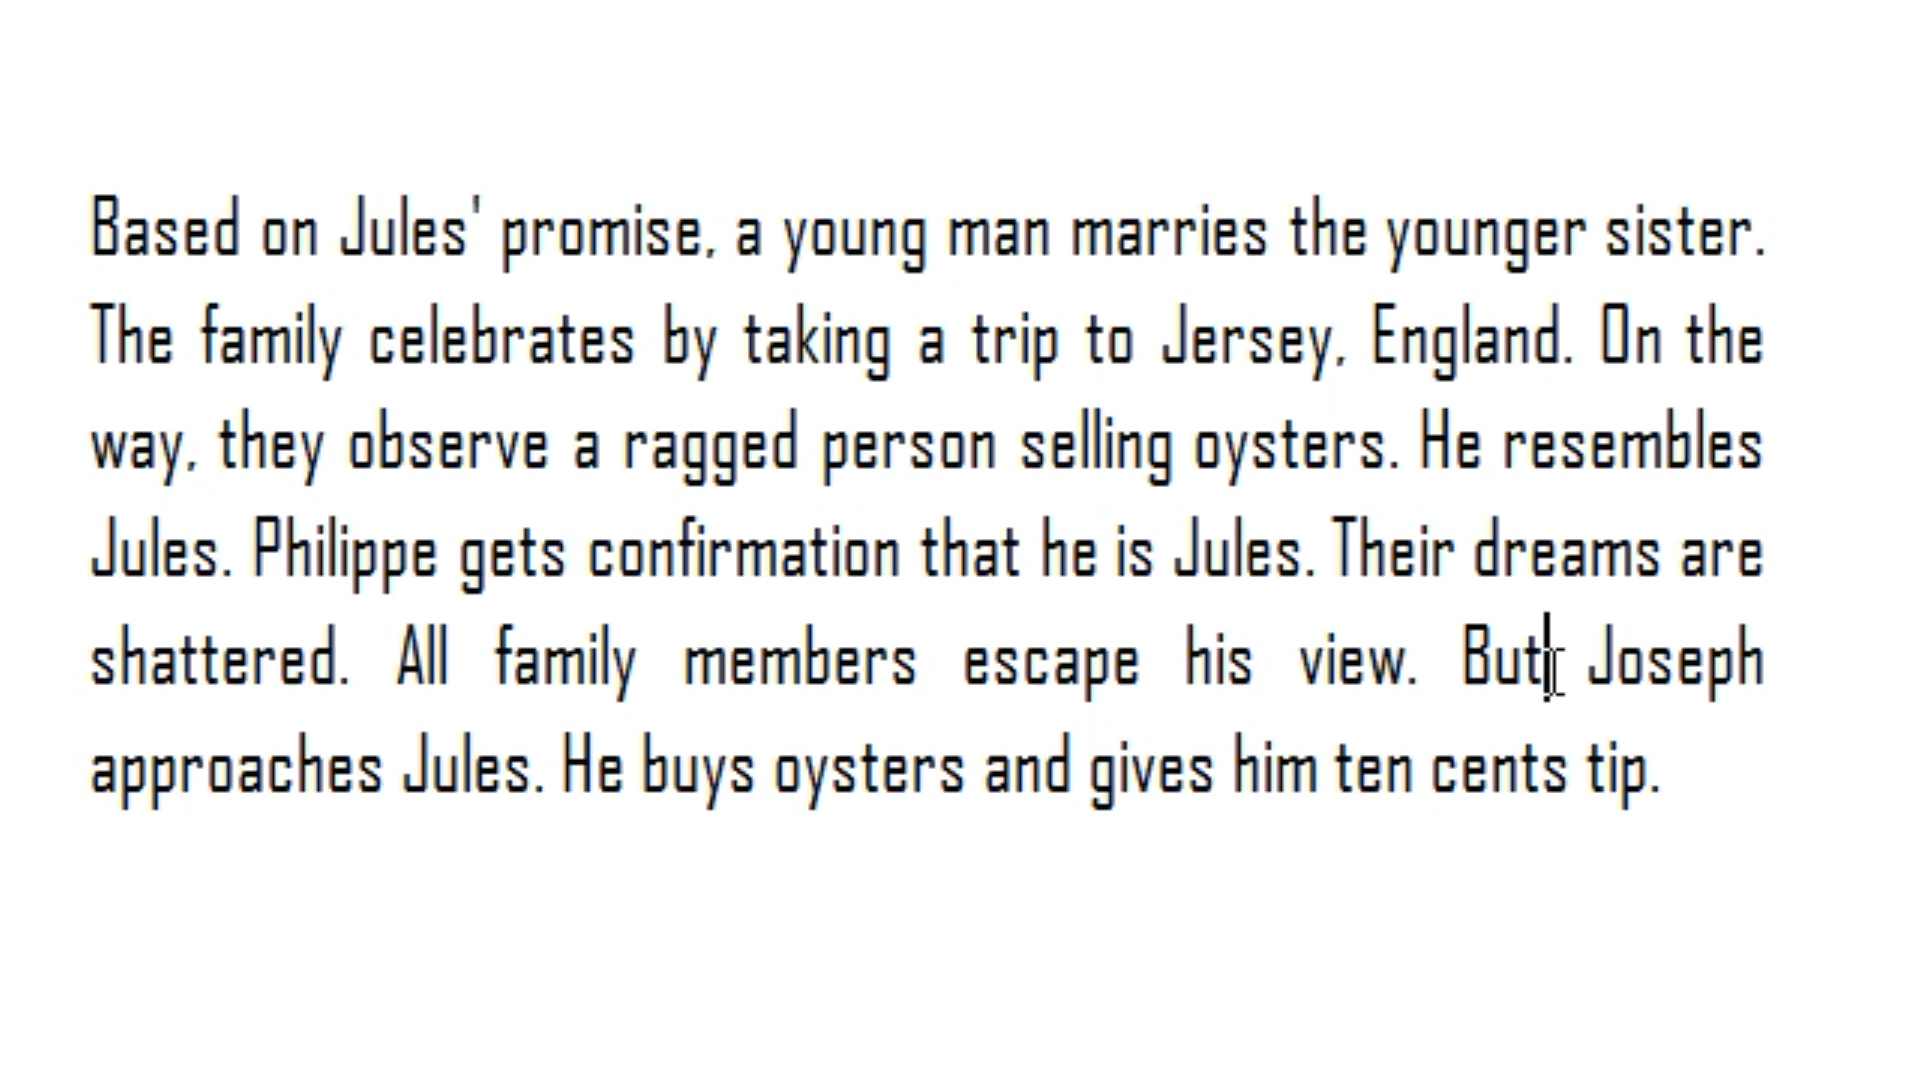 Based on Jules' promise, a young man marries the younger sister.
The family celebrates by taking a trip to Jersey, England. On the
way, they observe a ragged person selling oysters. He resembles
Jules. Philippe gets confirmation that he is Jules. Their dreams are
shattered. All family members escape his view. But Joseph
approaches Jules. He buys oysters and gives him ten cents tip.